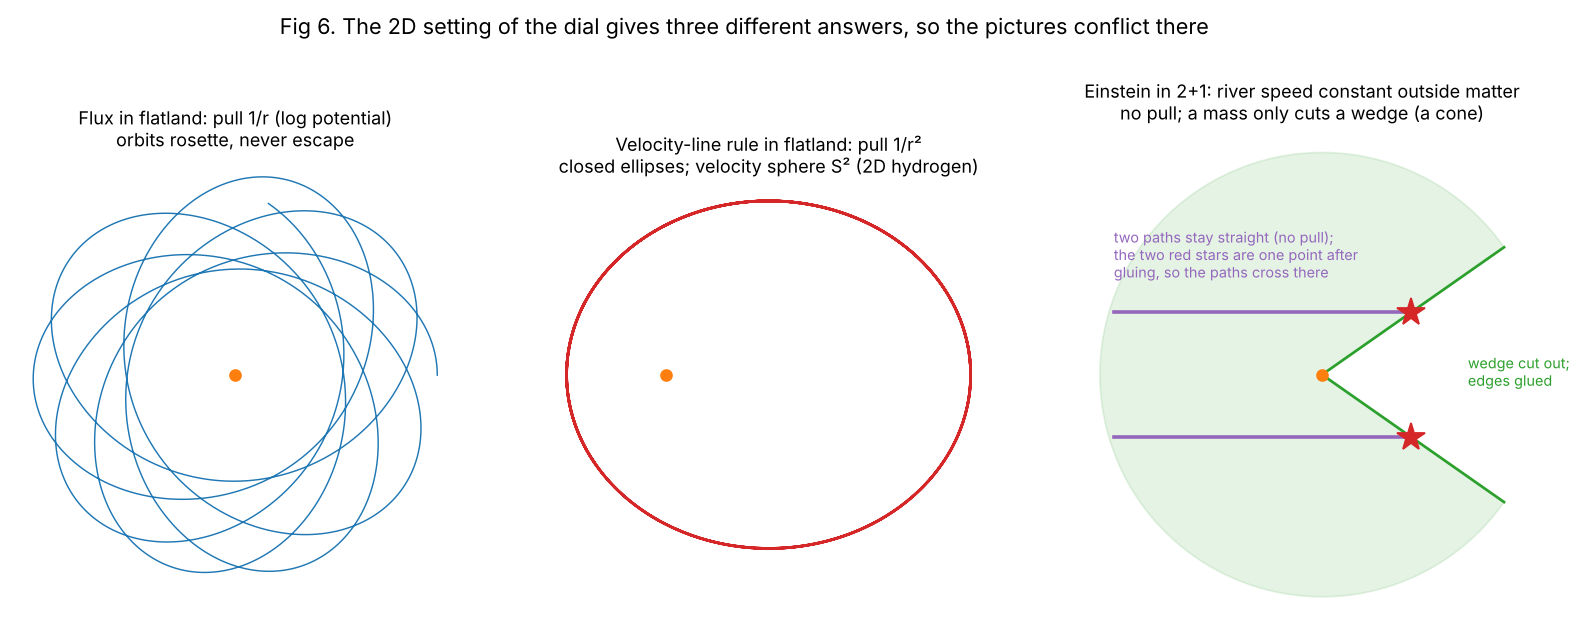 Fig 6. The 2D setting of the dial gives three different answers, so the pictures conflict there
Flux in flatland: pull 1/r (log potential)
orbits rosette, never escape
Velocity-line rule in flatland: pull 1/r²
closed ellipses; velocity sphere S² (2D hydrogen)
Einstein in 2+1: river speed constant outside matter
no pull; a mass only cuts a wedge (a cone)
two paths stay straight (no pull);
the two red stars are one point after
gluing, so the paths cross there
wedge cut out;
edges glued